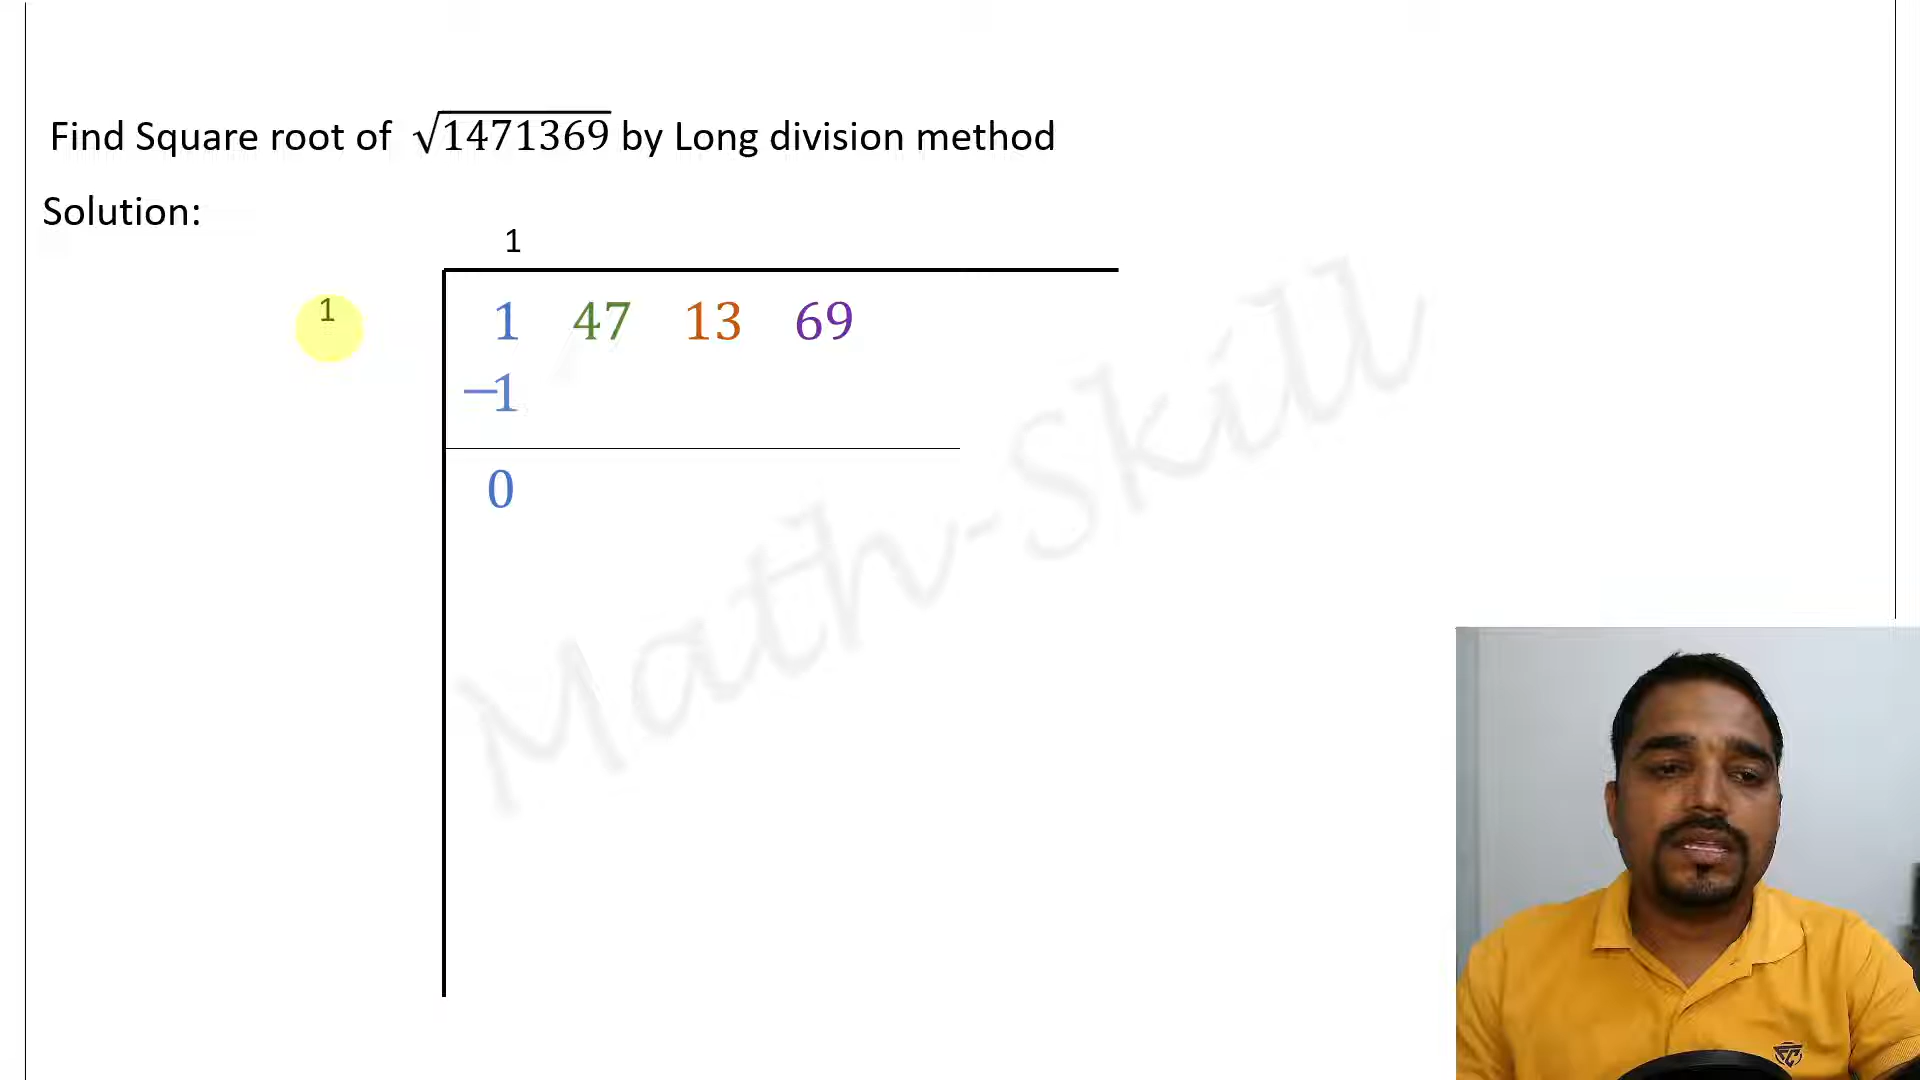 Find Square root of √1471369 by Long division method
Solution:
1
1
1 47 13 69
−1
0
Math-Skill